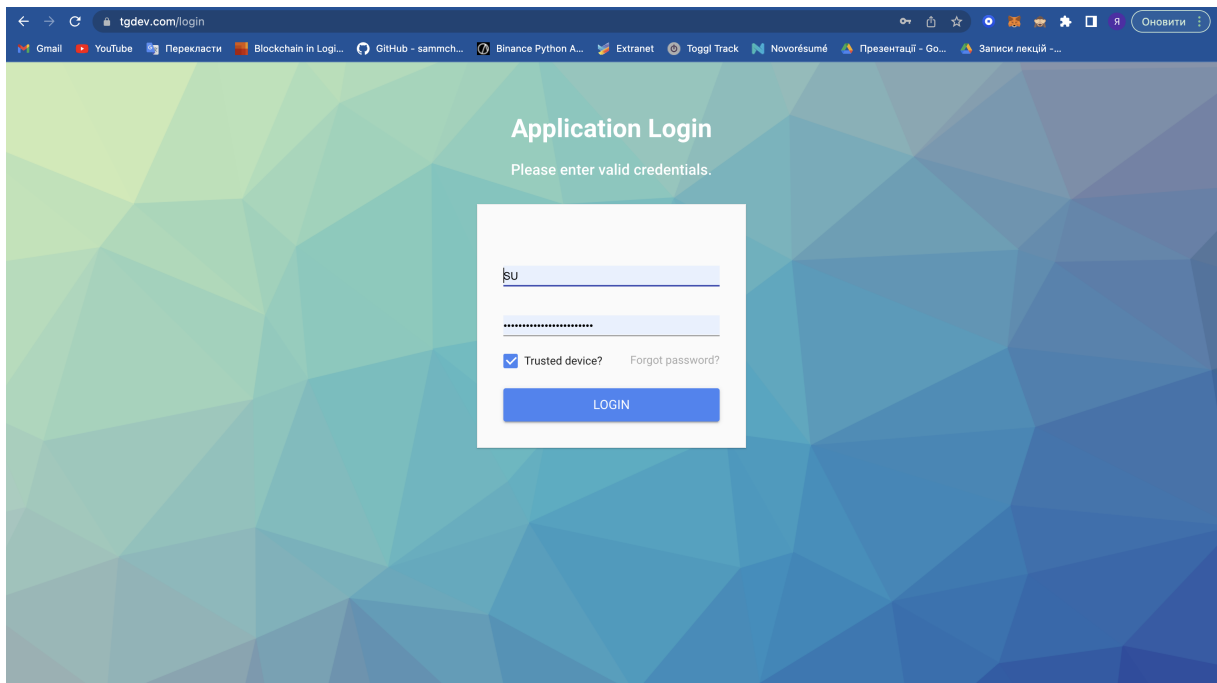 tgdev.com/login
Я
Оновити
Gmail
YouTube
Перекласти
Blockchain in Logi...
GitHub - sammch...
Binance Python A...
Extranet
Toggl Track
Novorésumé
Презентації - Go...
Записи лекцій -...
Application Login
Please enter valid credentials.
SU
••••••••••••••••••••••••
Trusted device?
Forgot password?
LOGIN